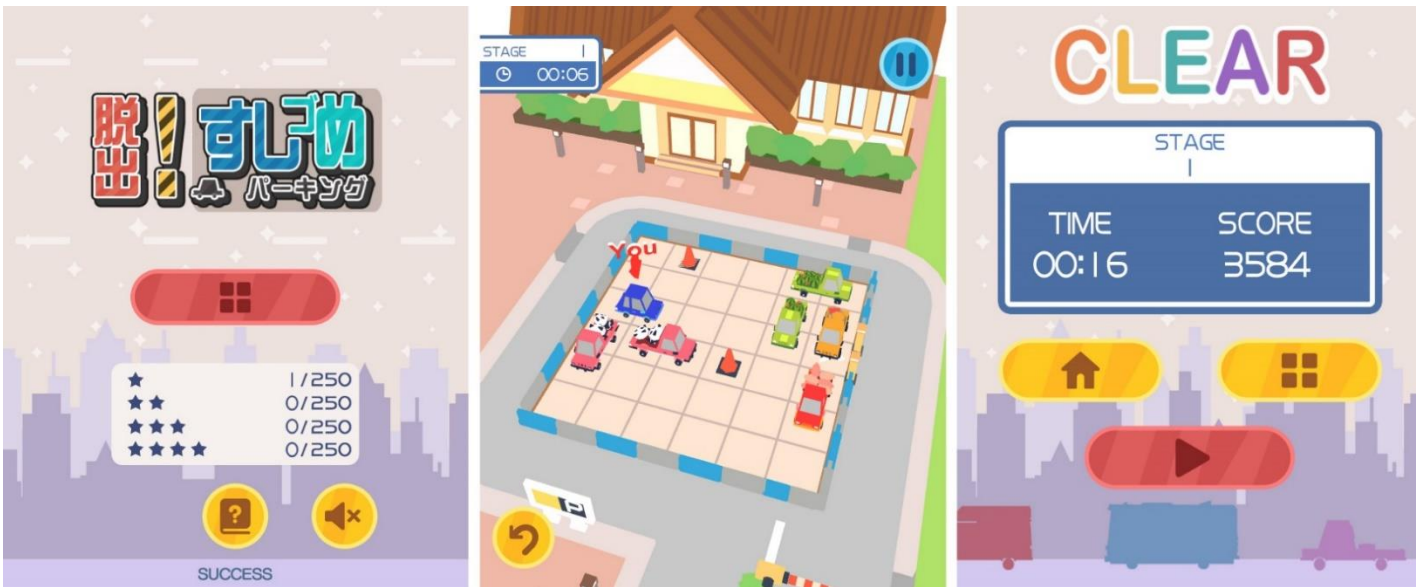 脱出!
すしづめ
パーキング
★ 1/250
★★ 0/250
★★★ 0/250
★★★★ 0/250
?
SUCCESS
STAGE 1
00:06
You
P
CLEAR
STAGE
1
TIME SCORE
00:16 3584